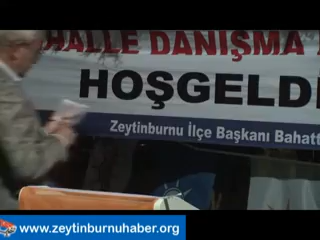 HALLE DANIŞMA
HOŞGELDİ
Zeytinburnu İlçe Başkanı Bahatt
www.zeytinburnuhaber.org